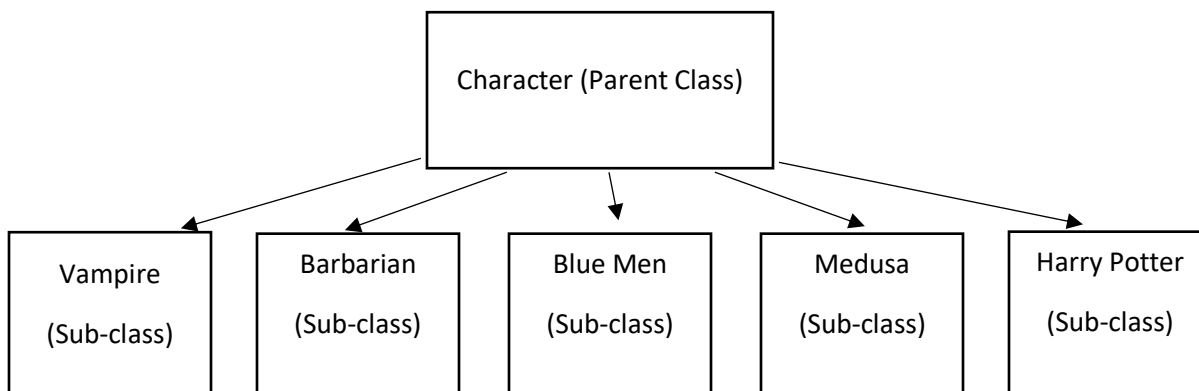 Character (Parent Class)
Vampire
(Sub-class)
Barbarian
(Sub-class)
Blue Men
(Sub-class)
Medusa
(Sub-class)
Harry Potter
(Sub-class)